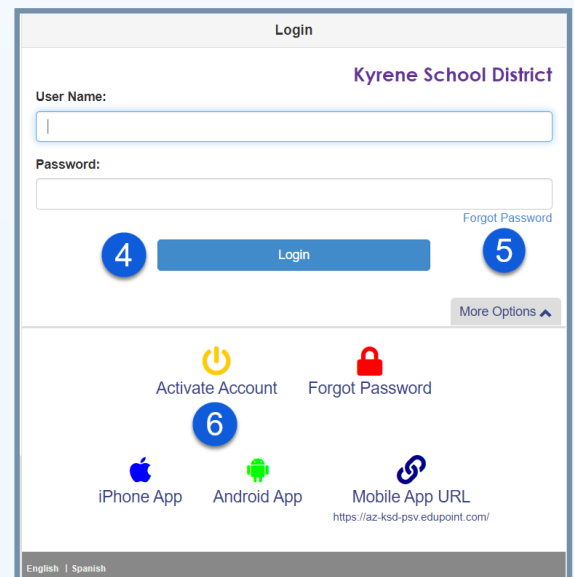 Login
Kyrene School District
User Name:
Password:
Forgot Password
4
Login
5
More Options
Activate Account
Forgot Password
6
iPhone App
Android App
Mobile App URL
https://az-ksd-psv.edupoint.com/
English | Spanish